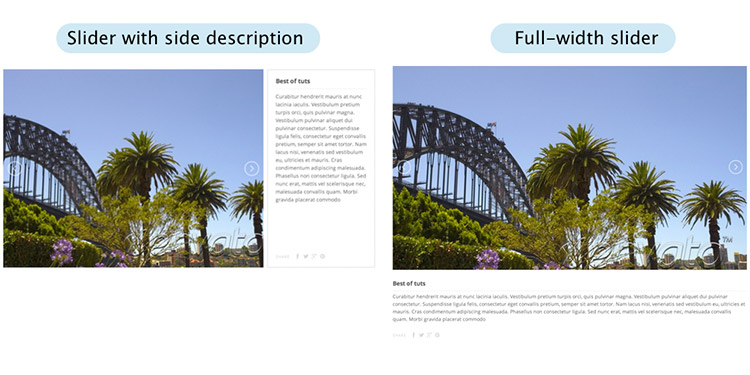 Slider with side description
Full-width slider
Best of tuts
Curabitur hendrerit mauris at nunc
lacinia iaculis. Vestibulum pretium
turpis orci, quis pulvinar magna.
Vestibulum pulvinar aliquet dui
pulvinar consectetur. Suspendisse
ligula felis, consectetur eget convallis
pretium, semper sit amet tortor. Nam
lacus nisi, venenatis sed vestibulum
eu, ultricies et mauris. Cras
condimentum adipiscing malesuada.
Phasellus non consectetur ligula. Sed
nunc erat, mattis vel scelerisque nec,
malesuada convallis quam. Morbi
gravida placerat commodo
SHARE
Best of tuts
Curabitur hendrerit mauris at nunc lacinia iaculis. Vestibulum pretium turpis orci, quis pulvinar magna. Vestibulum pulvinar aliquet dui pulvinar
consectetur. Suspendisse ligula felis, consectetur eget convallis pretium, semper sit amet tortor. Nam lacus nisi, venenatis sed vestibulum eu, ultricies et
mauris. Cras condimentum adipiscing malesuada. Phasellus non consectetur ligula. Sed nunc erat, mattis vel scelerisque nec, malesuada convallis
quam. Morbi gravida placerat commodo
SHARE